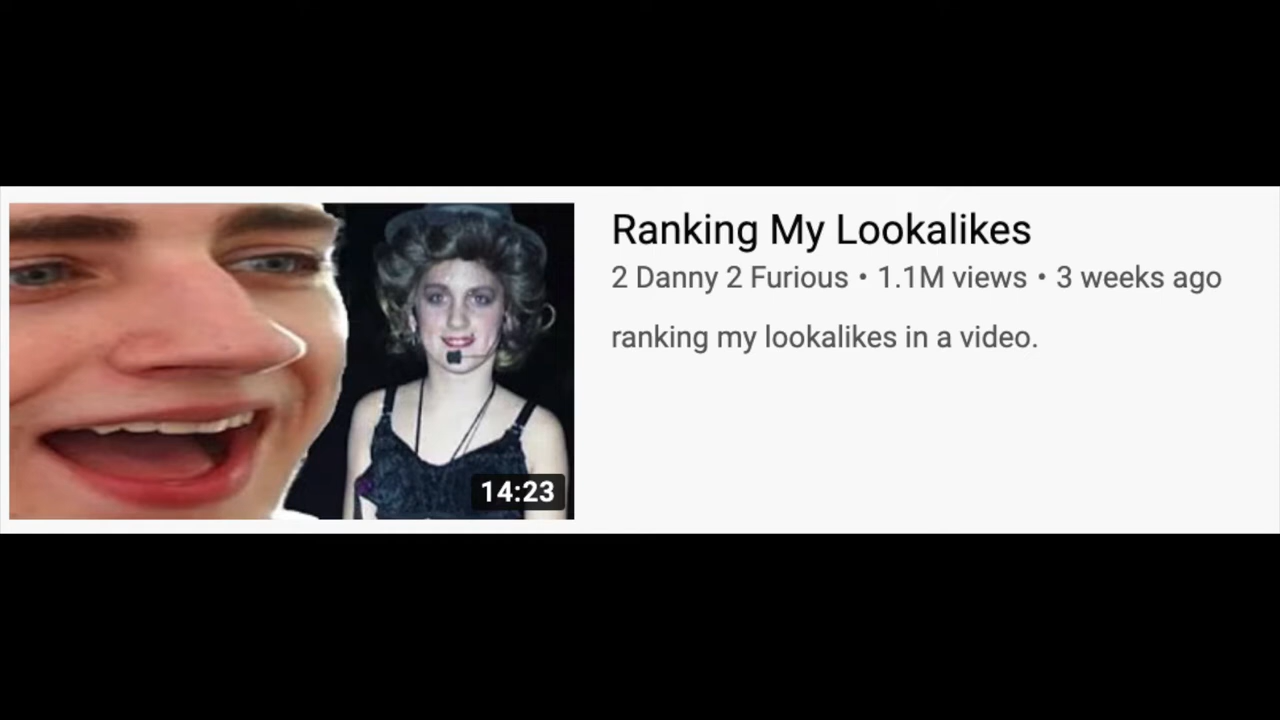 Ranking My Lookalikes
2 Danny 2 Furious • 1.1M views • 3 weeks ago
ranking my lookalikes in a video.
14:23